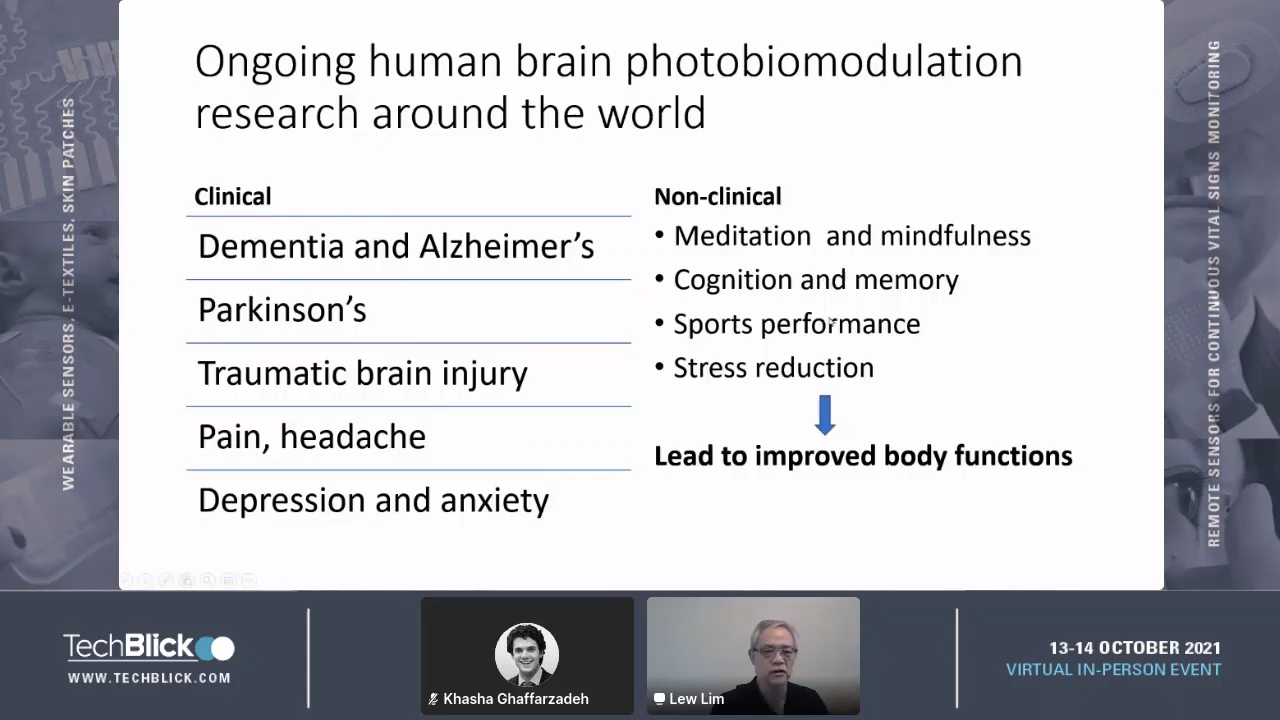 Ongoing human brain photobiomodulation
research around the world
Clinical
Dementia and Alzheimer’s
Parkinson’s
Traumatic brain injury
Pain, headache
Depression and anxiety
Non-clinical
• Meditation and mindfulness
• Cognition and memory
• Sports performance
• Stress reduction
Lead to improved body functions
WEARABLE SENSORS, E-TEXTILES, SKIN PATCHES
REMOTE SENSORS FOR CONTINUOUS VITAL SIGNS MONITORING
TechBlick
WWW.TECHBLICK.COM
Khasha Ghaffarzadeh
Lew Lim
13-14 OCTOBER 2021
VIRTUAL IN-PERSON EVENT